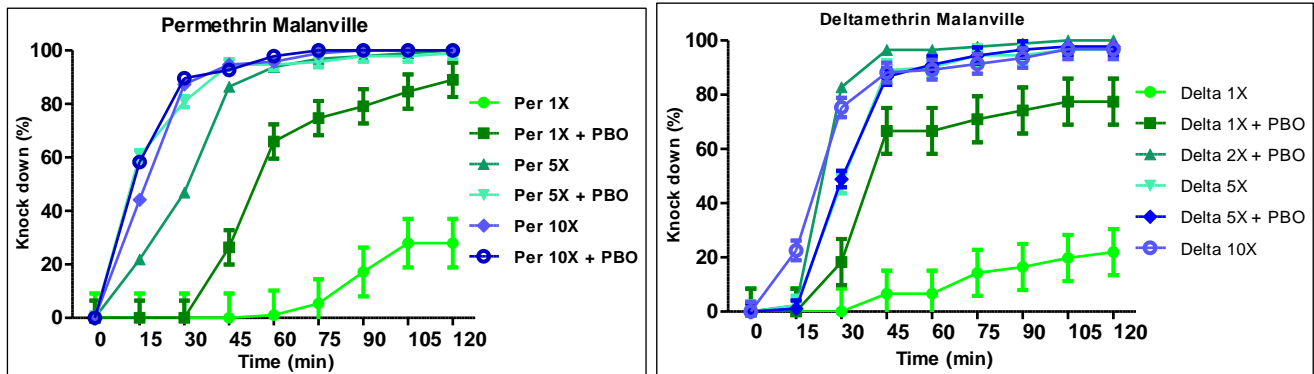 Permethrin Malanville
Knock down (%)
100
80
60
40
20
0
0 15 30 45 60 75 90 105 120
Time (min)
Per 1X
Per 1X + PBO
Per 5X
Per 5X + PBO
Per 10X
Per 10X + PBO
Deltamethrin Malanville
Knock down (%)
100
80
60
40
20
0
0 15 30 45 60 75 90 105 120
Time (min)
Delta 1X
Delta 1X + PBO
Delta 2X + PBO
Delta 5X
Delta 5X + PBO
Delta 10X